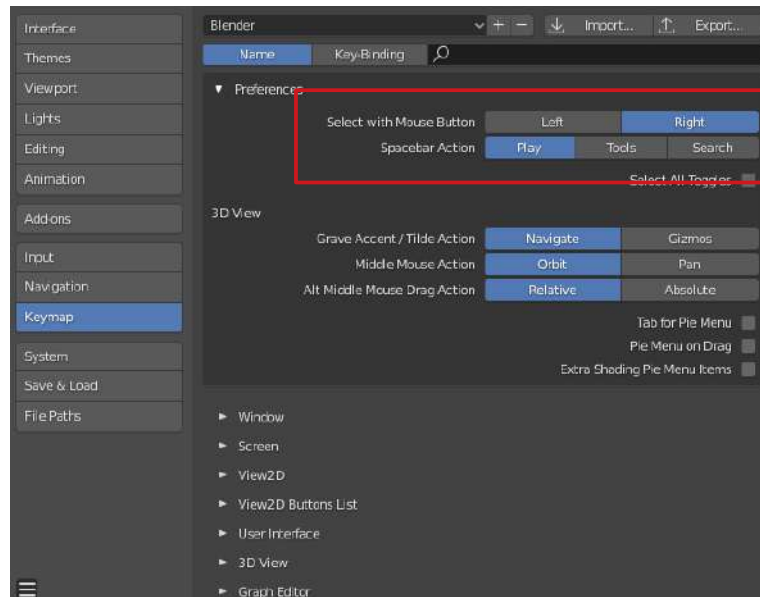 Interface
Themes
Viewport
Lights
Editing
Animation
Add-ons
Input
Navigation
Keymap
System
Save & Load
File Paths
Blender
Import...
Export...
Name
Key-Binding
Preferences
Select with Mouse Button
Left
Right
Spacebar Action
Play
Tools
Search
Select All Toggles
3D View
Grave Accent / Tilde Action
Navigate
Gizmos
Middle Mouse Action
Orbit
Pan
Alt Middle Mouse Drag Action
Relative
Absolute
Tab for Pie Menu
Pie Menu on Drag
Extra Shading Pie Menu Items
Window
Screen
View2D
View2D Buttons List
User Interface
3D View
Graph Editor